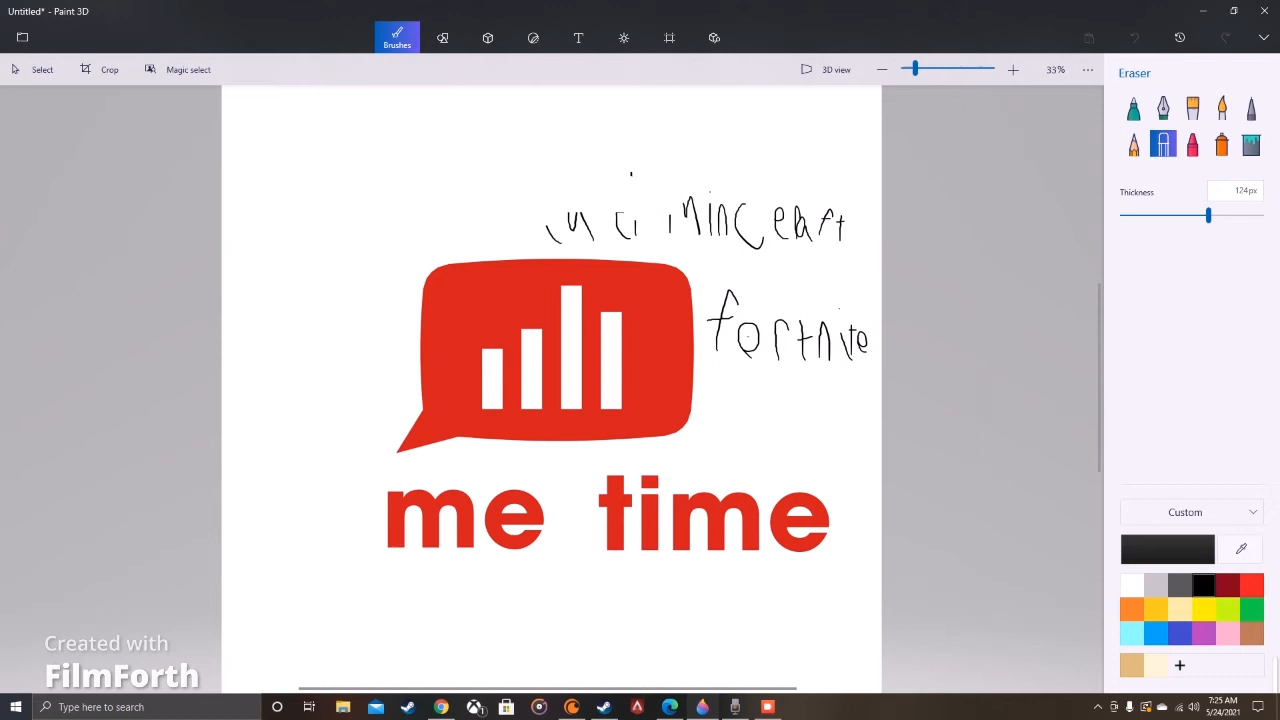 Untitled* - Paint 3D
Brushes
Select
Crop
Magic select
3D view
33%
Eraser
Thickness
124px
fortnite
me time
Custom
Created with
FilmForth
Type here to search
7:25 AM
5/24/2021